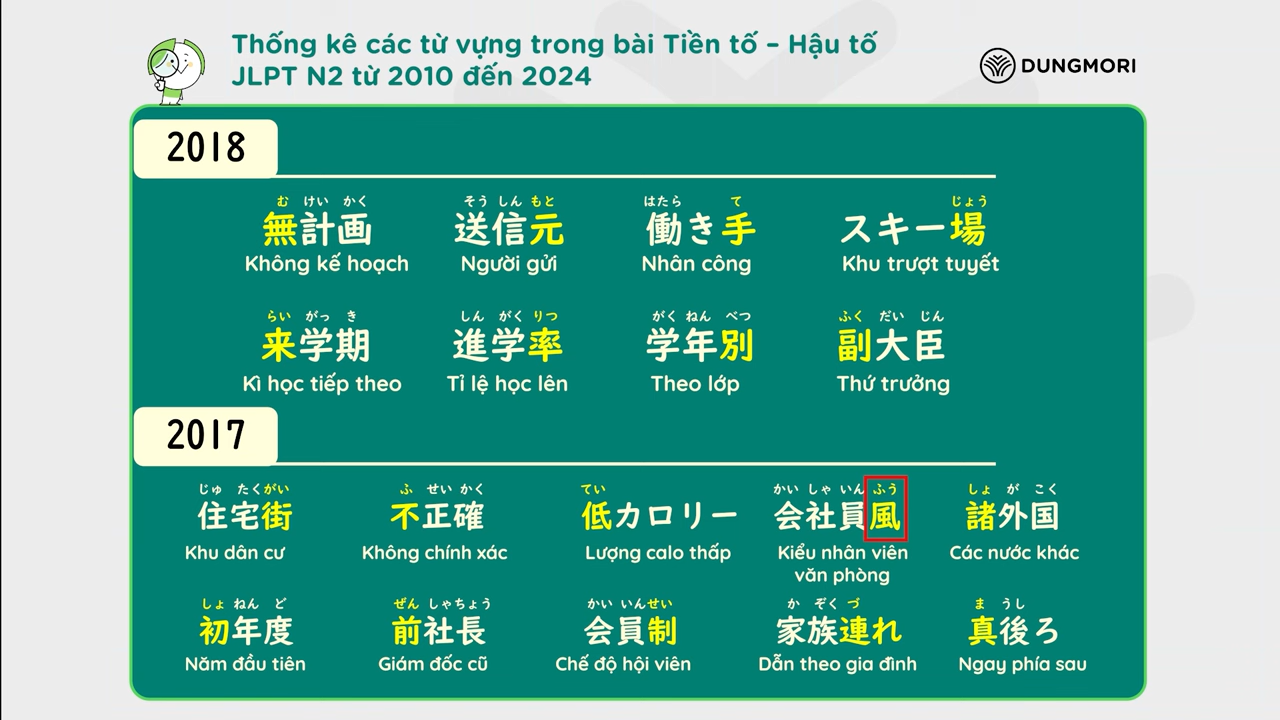 Thống kê các từ vựng trong bài Tiền tố – Hậu tố
JLPT N2 từ 2010 đến 2024
DUNGMORI
2018
む けい かく そう しん もと はたら て じょう
無計画 送信元 働き手 スキー場
Không kế hoạch Người gửi Nhân công Khu trượt tuyết
らい がっ き しん がく りつ がく ねん べつ ふく だい じん
来学期 進学率 学年別 副大臣
Kì học tiếp theo Tỉ lệ học lên Theo lớp Thứ trưởng
2017
じゅ たくがい ふ せい かく てい かい しゃ いん ふう しょ が こく
住宅街 不正確 低カロリー 会社員風 諸外国
Khu dân cư Không chính xác Lượng calo thấp Kiểu nhân viên Các nước khác
văn phòng
しょ ねん ど ぜん しゃちょう かい いんせい か ぞく づ ま うし
初年度 前社長 会員制 家族連れ 真後ろ
Năm đầu tiên Giám đốc cũ Chế độ hội viên Dẫn theo gia đình Ngay phía sau